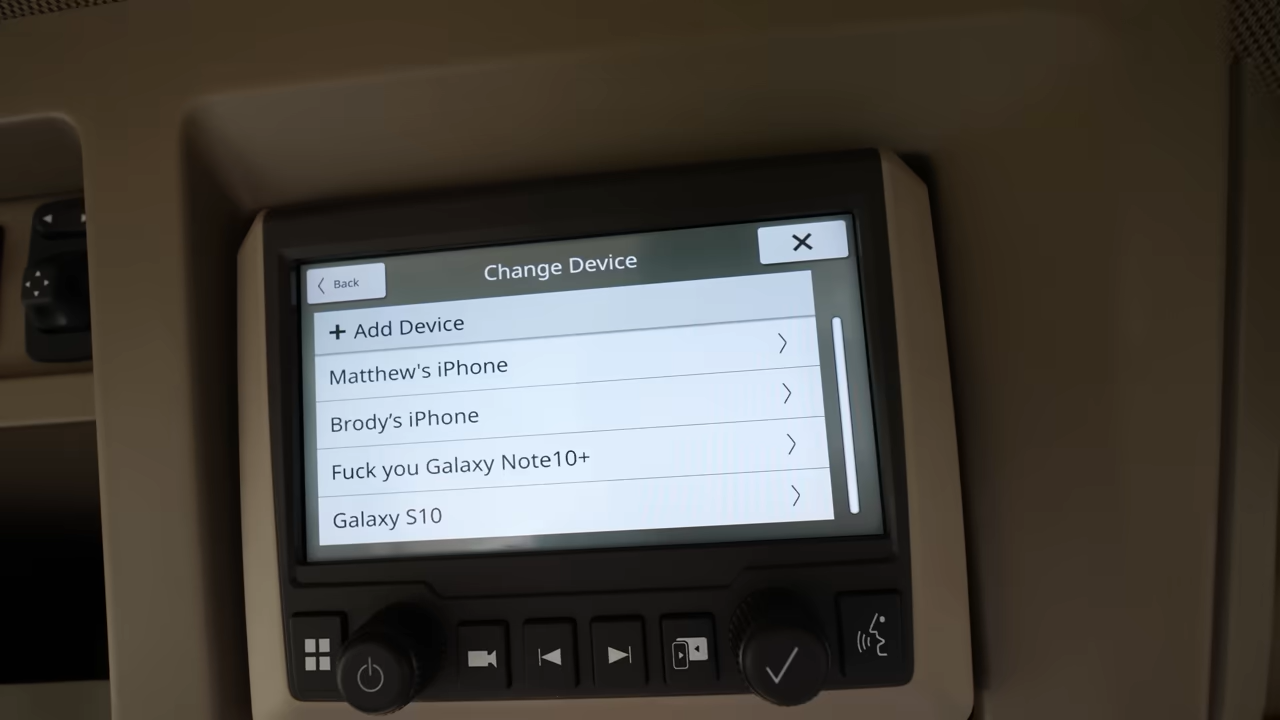 Back
Change Device
+ Add Device
Matthew's iPhone
Brody’s iPhone
Fuck you Galaxy Note10+
Galaxy S10